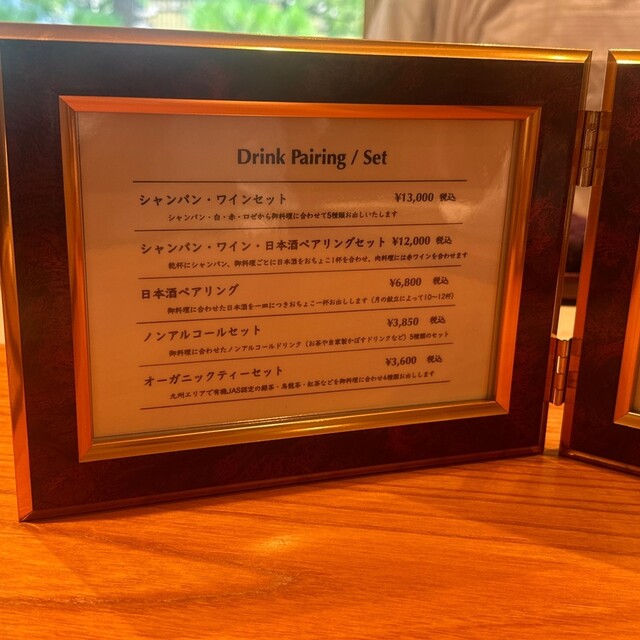 Drink Pairing / Set
シャンパン・ワインセット ¥13,000 税込
シャンパン・白・赤・ロゼから御料理に合わせて5種類お出しいたします
シャンパン・ワイン・日本酒ペアリングセット ¥12,000 税込
乾杯にシャンパン、御料理ごとに日本酒をおちょこ1杯を合わせ、肉料理には赤ワインを合わせます
日本酒ペアリング ¥6,800 税込
御料理に合わせた日本酒を一皿につきおちょこ一杯お出しします（月の献立によって10〜12杯）
ノンアルコールセット ¥3,850 税込
御料理に合わせたノンアルコールドリンク（お茶や自家製かぼすドリンクなど）5種類のセット
オーガニックティーセット ¥3,600 税込
九州エリアで有機JAS認定の緑茶・烏龍茶・紅茶などを御料理に合わせ4種類お出しします